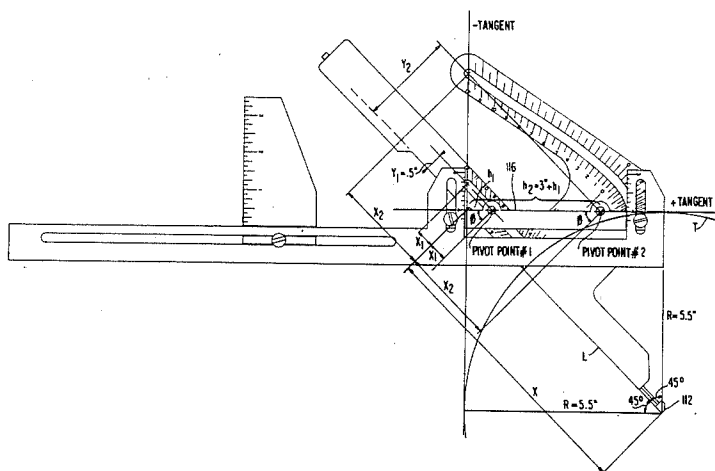 -TANGENT
Y2
116
h1
Y1=.5"
h2=3"+h1
+TANGENT
X2
ø
ø
T
X1
X1
PIVOT POINT #1
PIVOT POINT #2
X2
R=5.5"
L
X
45°
45°
R=5.5"
112